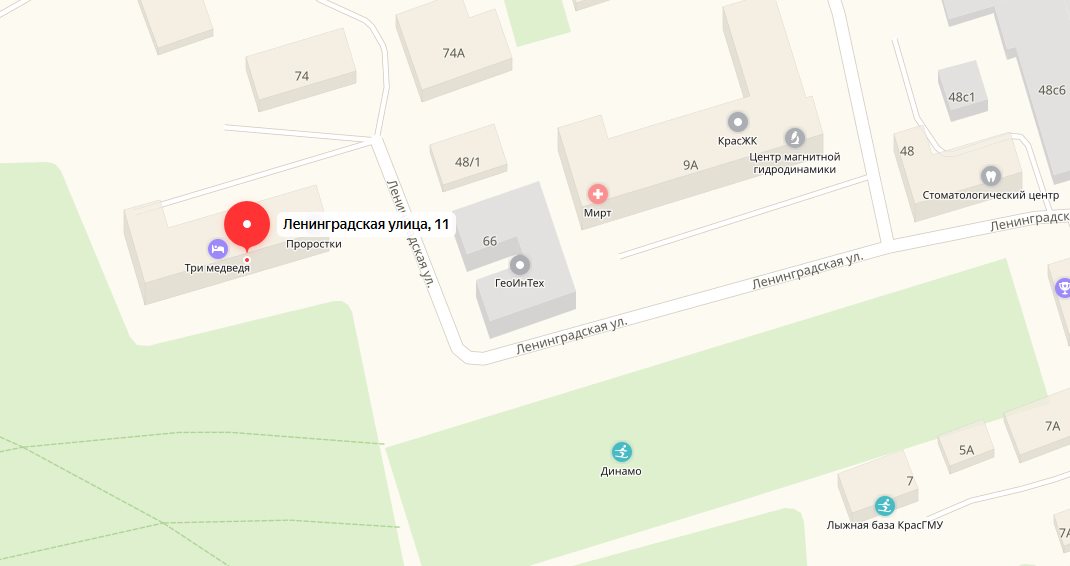 74А
74
48с6
48с1
КрасЖК
48
48/1
Центр магнитной
гидродинамики
9А
Стоматологический центр
Мирт
Ленинградская ул.
Ленинградск
Ленинградская улица, 11
66
Проростки
Три медведя
Ленинградская ул.
ГеоИнТех
Ленинградская ул.
7А
5А
Динамо
7
Лыжная база КрасГМУ
7А